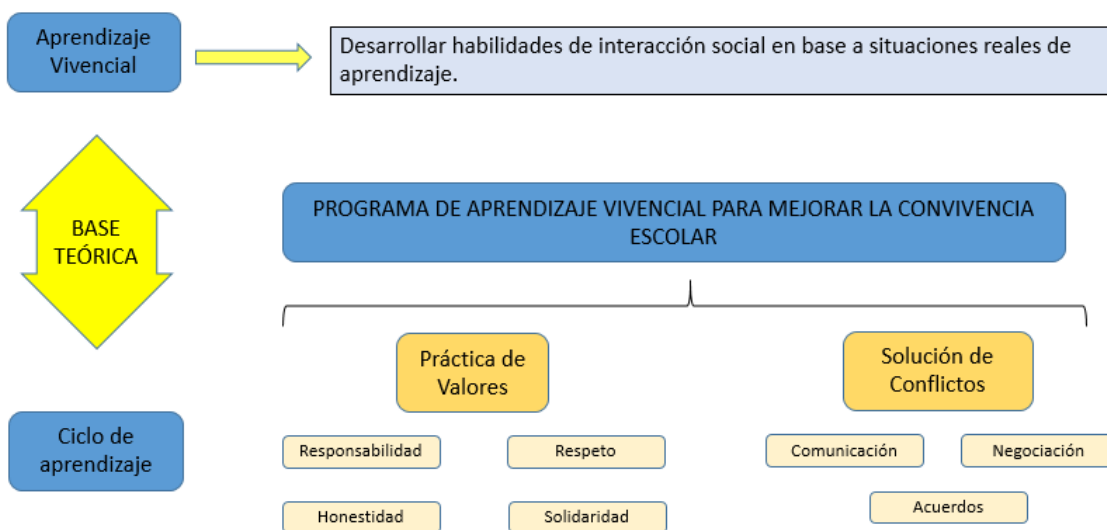 Aprendizaje
Vivencial
Desarrollar habilidades de interacción social en base a situaciones reales de
aprendizaje.
BASE
TEÓRICA
PROGRAMA DE APRENDIZAJE VIVENCIAL PARA MEJORAR LA CONVIVENCIA
ESCOLAR
Práctica de
Valores
Solución de
Conflictos
Ciclo de
aprendizaje
Responsabilidad
Respeto
Comunicación
Negociación
Honestidad
Solidaridad
Acuerdos